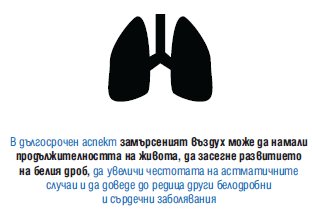 В дългосрочен аспект замърсеният въздух може да намали
продължителността на живота, да засегне развитието
на белия дроб, да увеличи честотата на астматичните
случаи и да доведе до редица други белодробни
и сърдечни заболявания